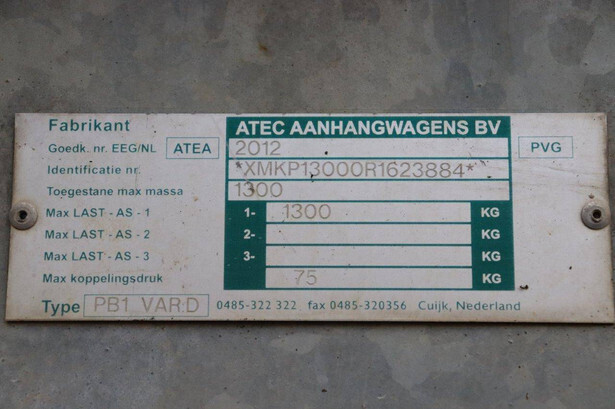 Fabrikant ATEC AANHANGWAGENS BV
Goedk. nr. EEG/NL ATEA 2012 PVG
Identificatie nr. *XMKP13000R1623884*
Toegestane max massa 1300
Max LAST - AS - 1 1- 1300 KG
Max LAST - AS - 2 2- KG
Max LAST - AS - 3 3- KG
Max koppelingsdruk 75 KG
Type PB1 VAR:D 0485-322 322 fax 0485-320356 Cuijk, Nederland